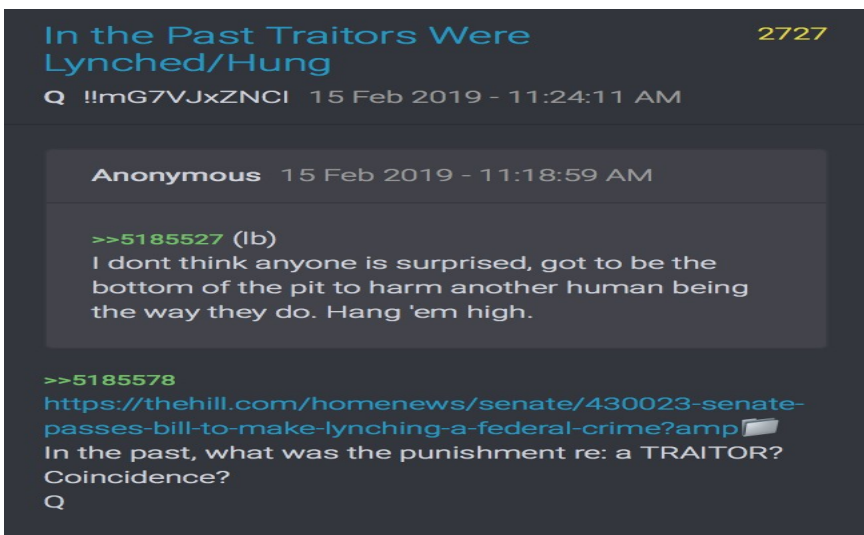 In the Past Traitors Were
Lynched/Hung
2727
Q !!mG7VJxZNCI 15 Feb 2019 - 11:24:11 AM
Anonymous 15 Feb 2019 - 11:18:59 AM
>>5185527 (lb)
I dont think anyone is surprised, got to be the
bottom of the pit to harm another human being
the way they do. Hang 'em high.
>>5185578
https://thehill.com/homenews/senate/430023-senate-
passes-bill-to-make-lynching-a-federal-crime?amp
In the past, what was the punishment re: a TRAITOR?
Coincidence?
Q